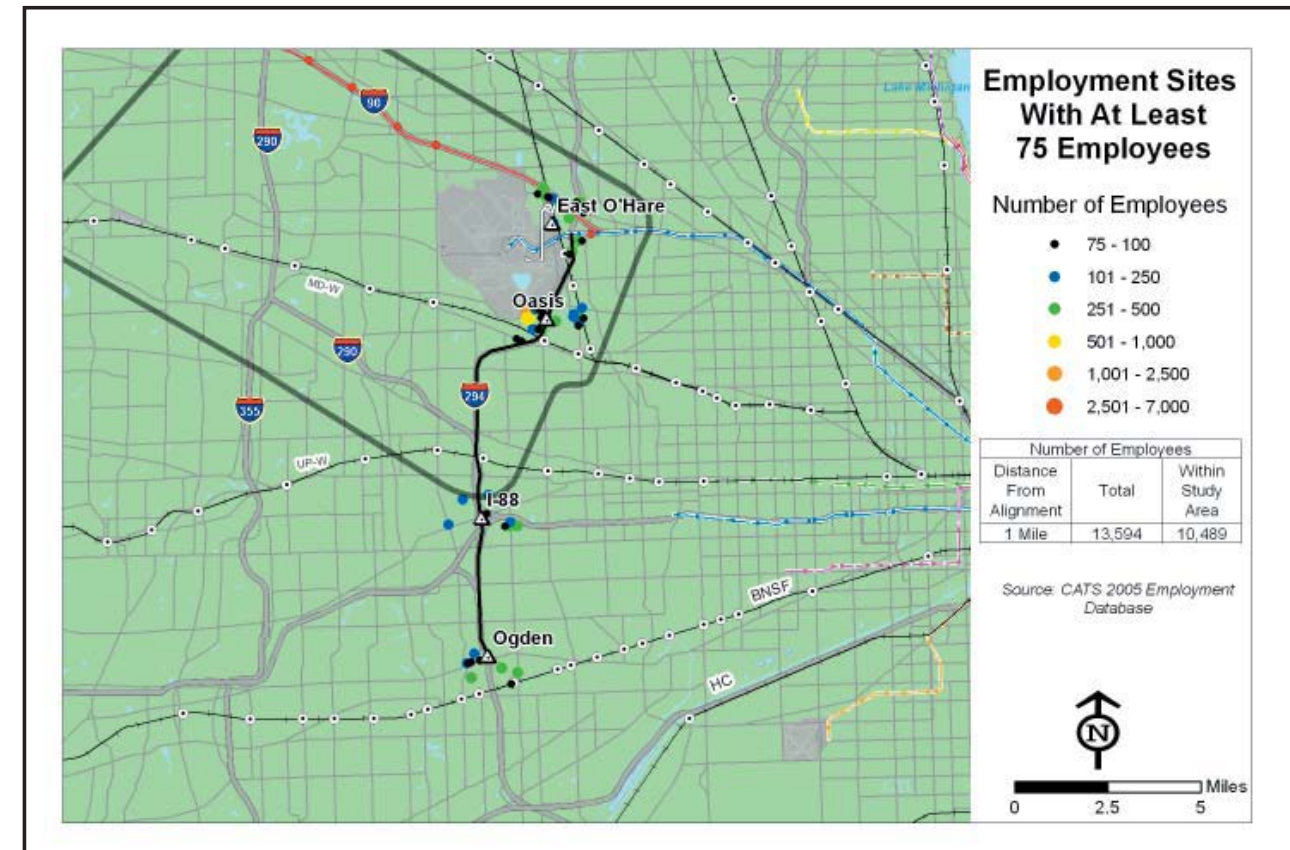 Lake Michigan
90
290
East O'Hare
MD-W
Oasis
290
294
355
UP-W
I-88
BNSF
Ogden
HC
Employment Sites
With At Least
75 Employees
Number of Employees
75 - 100
101 - 250
251 - 500
501 - 1,000
1,001 - 2,500
2,501 - 7,000
Number of Employees
Distance From Alignment Total Within Study Area
1 Mile 13,594 10,489
Source: CATS 2005 Employment
Database
N
Miles
0 2.5 5